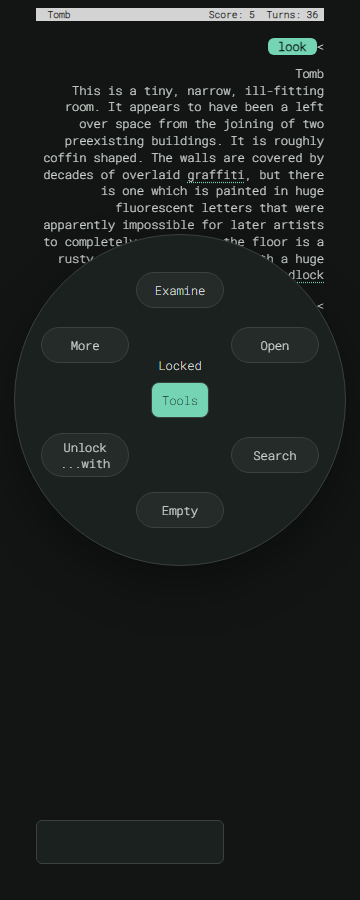 Tomb Score: 5 Turns: 36
look <
Tomb
This is a tiny, narrow, ill-fitting
room. It appears to have been a left
over space from the joining of two
preexisting buildings. It is roughly
coffin shaped. The walls are covered by
decades of overlaid graffiti, but there
is one which is painted in huge
fluorescent letters that were
apparently impossible for later artists
to the floor is a
a huge
<
Examine
More
Open
Locked
Tools
Unlock
...with
Search
Empty